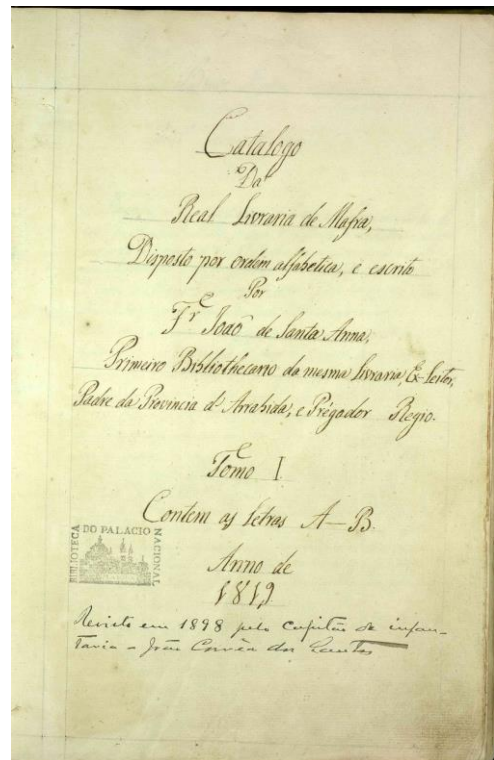 Catalogo
Da
Real Livraria de Mafra,
Disposto por ordem alfabetica, e escrito
Por
Fr. João de Santa Anna,
Primeiro Bibliothecario da mesma Livraria, Ex-Leitor,
Padre da Provincia d'Arrabida, e Prégador Regio.
Tomo I.
Contem as letras A—B.
BIBLIOTECA DO PALACIO NACIONAL
Anno de
1819
Revisto em 1898 pelo capitão de infan-
taria - João Corrêa dos Santos